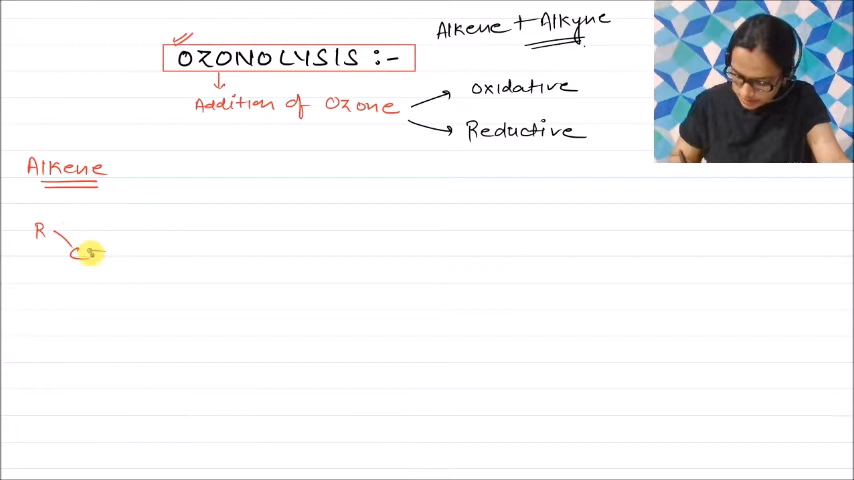 Alkene + Alkyne
OZONOLYSIS :-
Addition of Ozone
oxidative
Reductive
Alkene
R
C